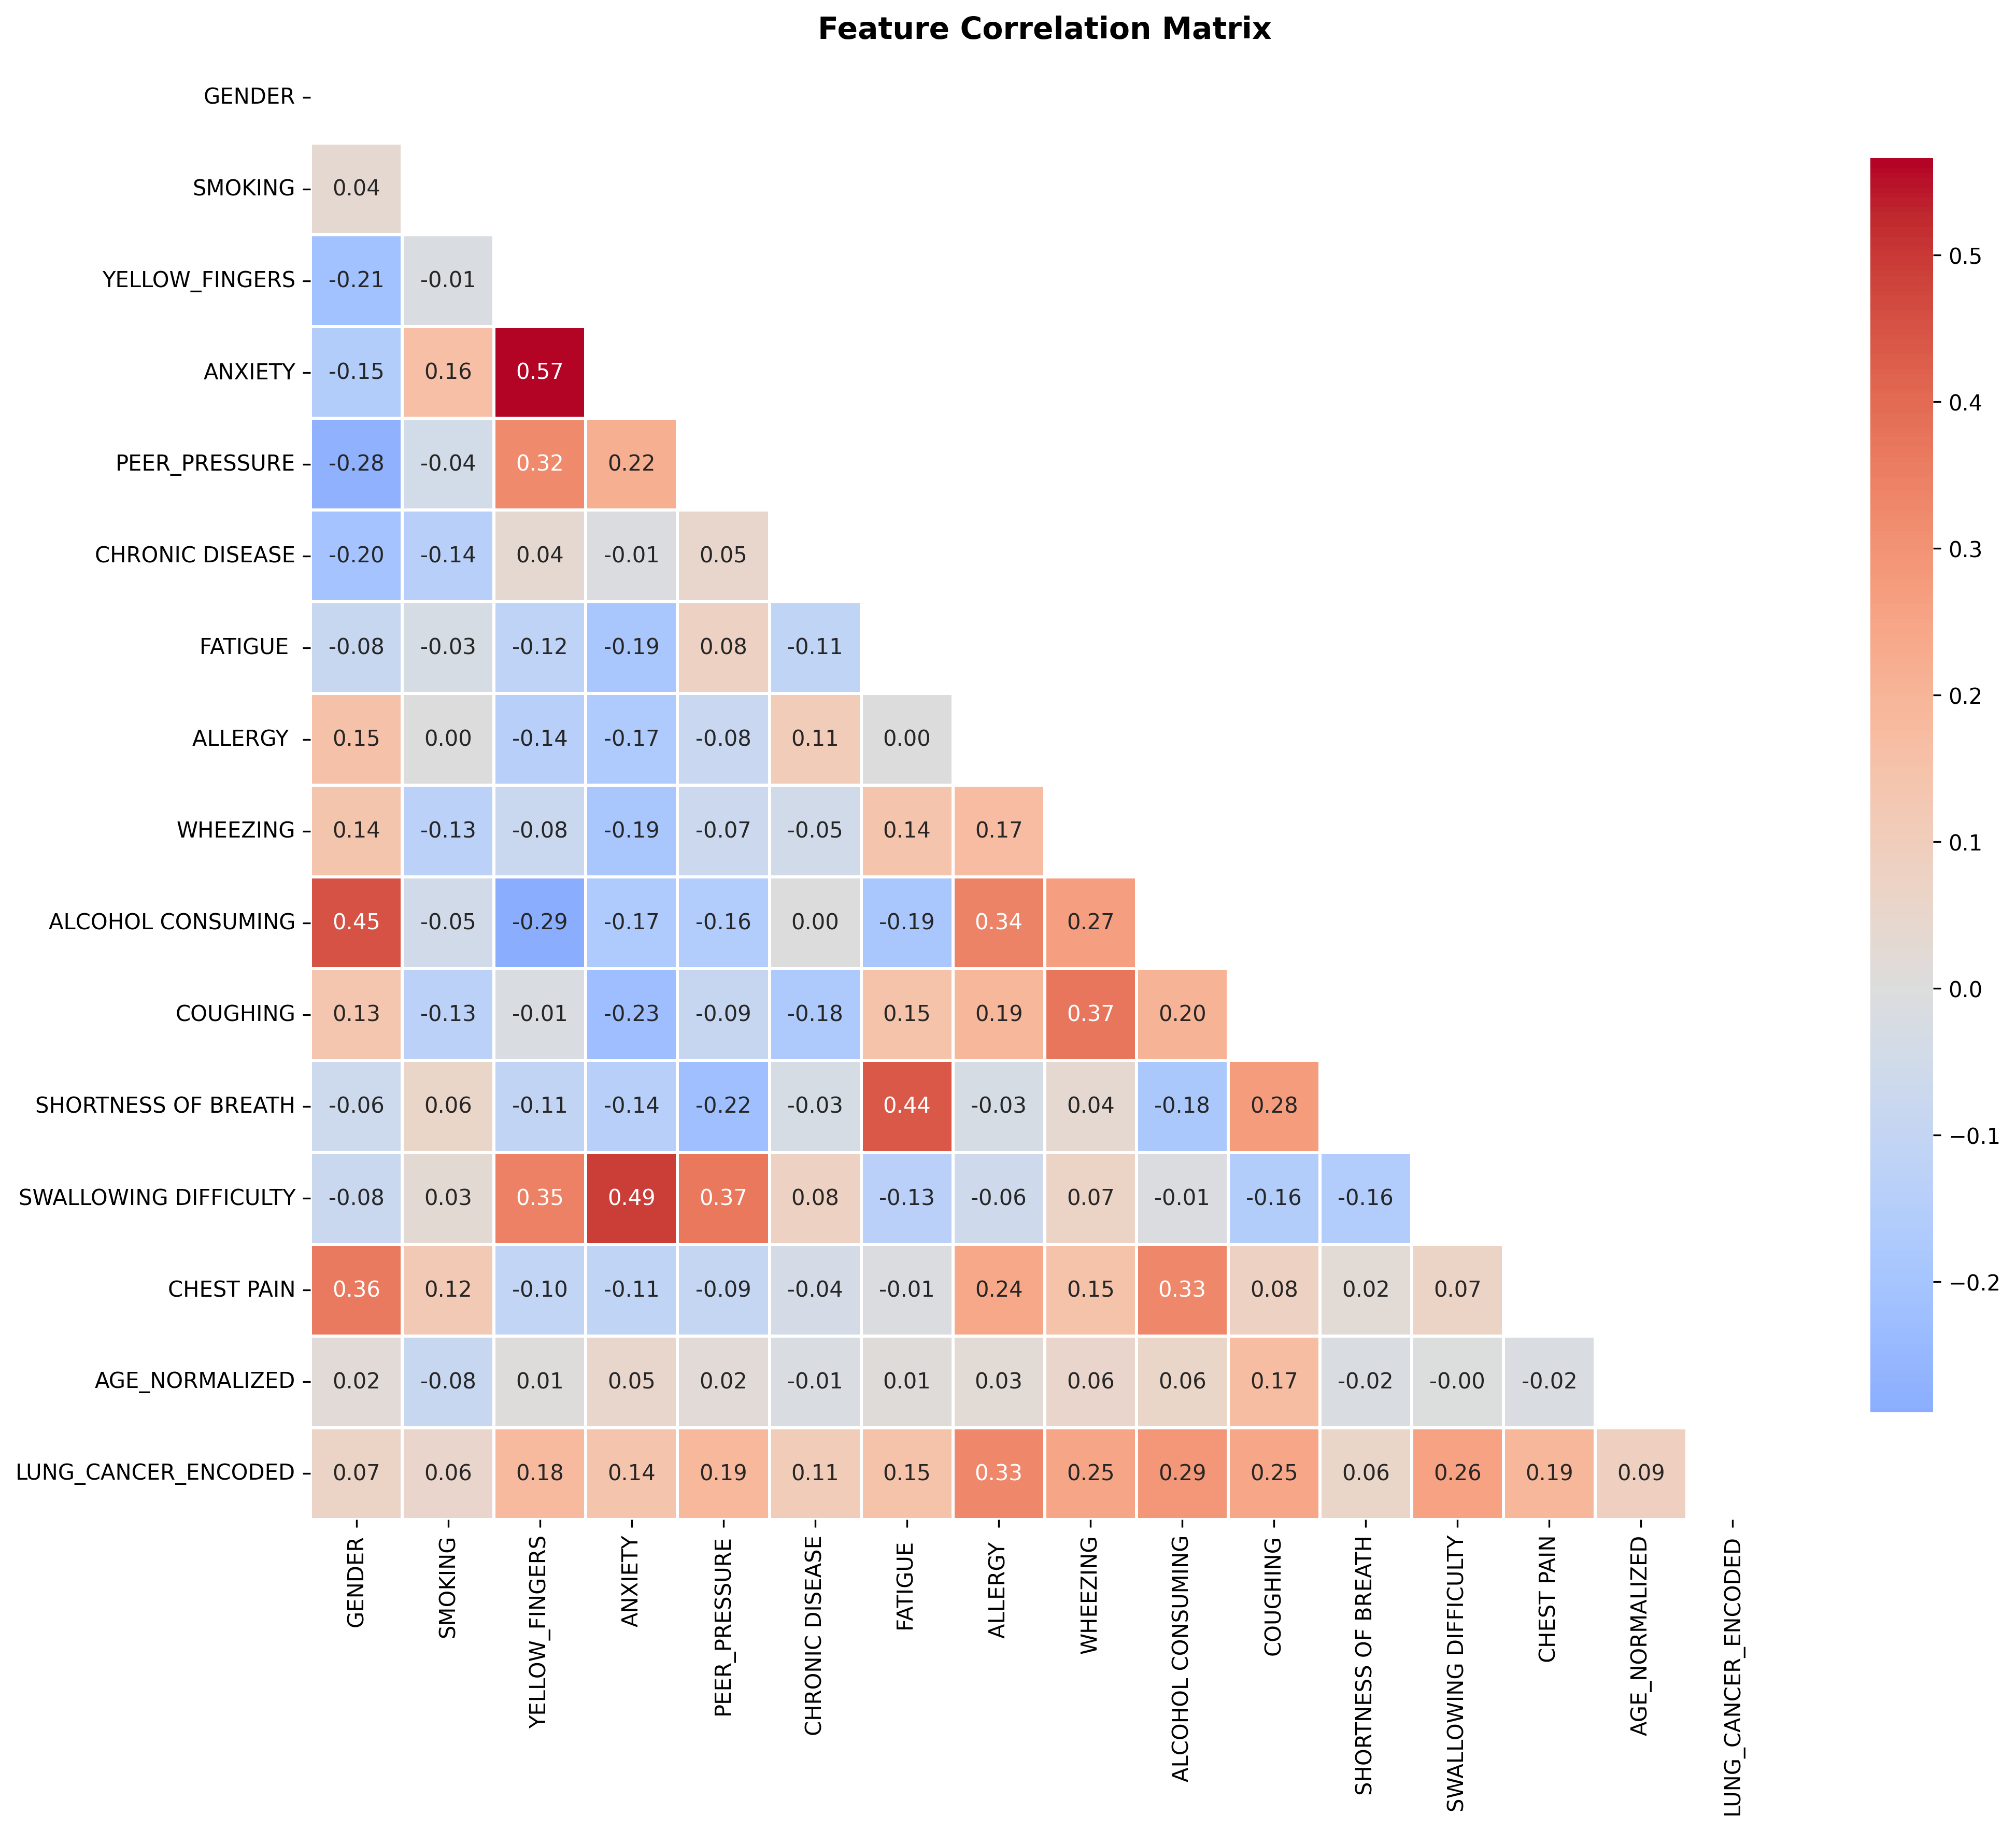 Feature Correlation Matrix
GENDER
SMOKING 0.04
YELLOW_FINGERS -0.21 -0.01
ANXIETY -0.15 0.16 0.57
PEER_PRESSURE -0.28 -0.04 0.32 0.22
CHRONIC DISEASE -0.20 -0.14 0.04 -0.01 0.05
FATIGUE -0.08 -0.03 -0.12 -0.19 0.08 -0.11
ALLERGY 0.15 0.00 -0.14 -0.17 -0.08 0.11 0.00
WHEEZING 0.14 -0.13 -0.08 -0.19 -0.07 -0.05 0.14 0.17
ALCOHOL CONSUMING 0.45 -0.05 -0.29 -0.17 -0.16 0.00 -0.19 0.34 0.27
COUGHING 0.13 -0.13 -0.01 -0.23 -0.09 -0.18 0.15 0.19 0.37 0.20
SHORTNESS OF BREATH -0.06 0.06 -0.11 -0.14 -0.22 -0.03 0.44 -0.03 0.04 -0.18 0.28
SWALLOWING DIFFICULTY -0.08 0.03 0.35 0.49 0.37 0.08 -0.13 -0.06 0.07 -0.01 -0.16 -0.16
CHEST PAIN 0.36 0.12 -0.10 -0.11 -0.09 -0.04 -0.01 0.24 0.15 0.33 0.08 0.02 0.07
AGE_NORMALIZED 0.02 -0.08 0.01 0.05 0.02 -0.01 0.01 0.03 0.06 0.06 0.17 -0.02 -0.00 -0.02
LUNG_CANCER_ENCODED 0.07 0.06 0.18 0.14 0.19 0.11 0.15 0.33 0.25 0.29 0.25 0.06 0.26 0.19 0.09
GENDER
SMOKING
YELLOW_FINGERS
ANXIETY
PEER_PRESSURE
CHRONIC DISEASE
FATIGUE
ALLERGY
WHEEZING
ALCOHOL CONSUMING
COUGHING
SHORTNESS OF BREATH
SWALLOWING DIFFICULTY
CHEST PAIN
AGE_NORMALIZED
LUNG_CANCER_ENCODED
0.5
0.4
0.3
0.2
0.1
0.0
−0.1
−0.2